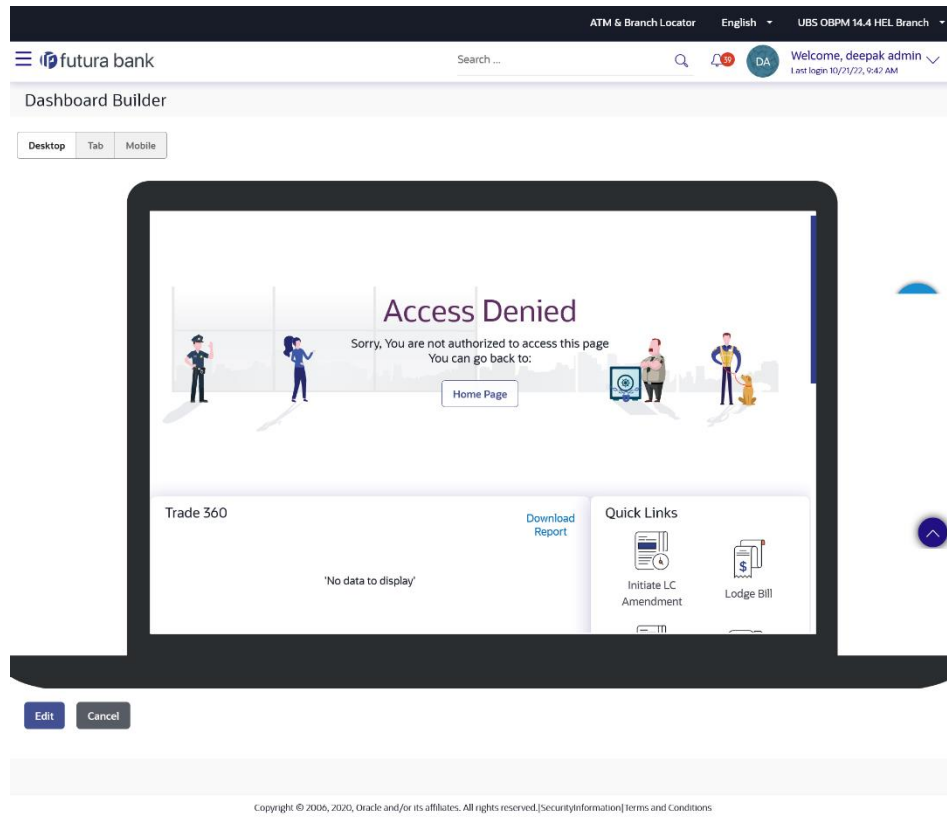 ATM & Branch Locator English UBS OBPM 14.4 HEL Branch
futura bank Search ... 39 DA Welcome, deepak admin
Last login 10/21/22, 9:42 AM
Dashboard Builder
Desktop Tab Mobile
Access Denied
Sorry, You are not authorized to access this page
You can go back to:
Home Page
Trade 360
Download
Report
'No data to display'
Quick Links
Initiate LC
Amendment
Lodge Bill
Edit Cancel
Copyright © 2006, 2020, Oracle and/or its affiliates. All rights reserved.|SecurityInformation|Terms and Conditions